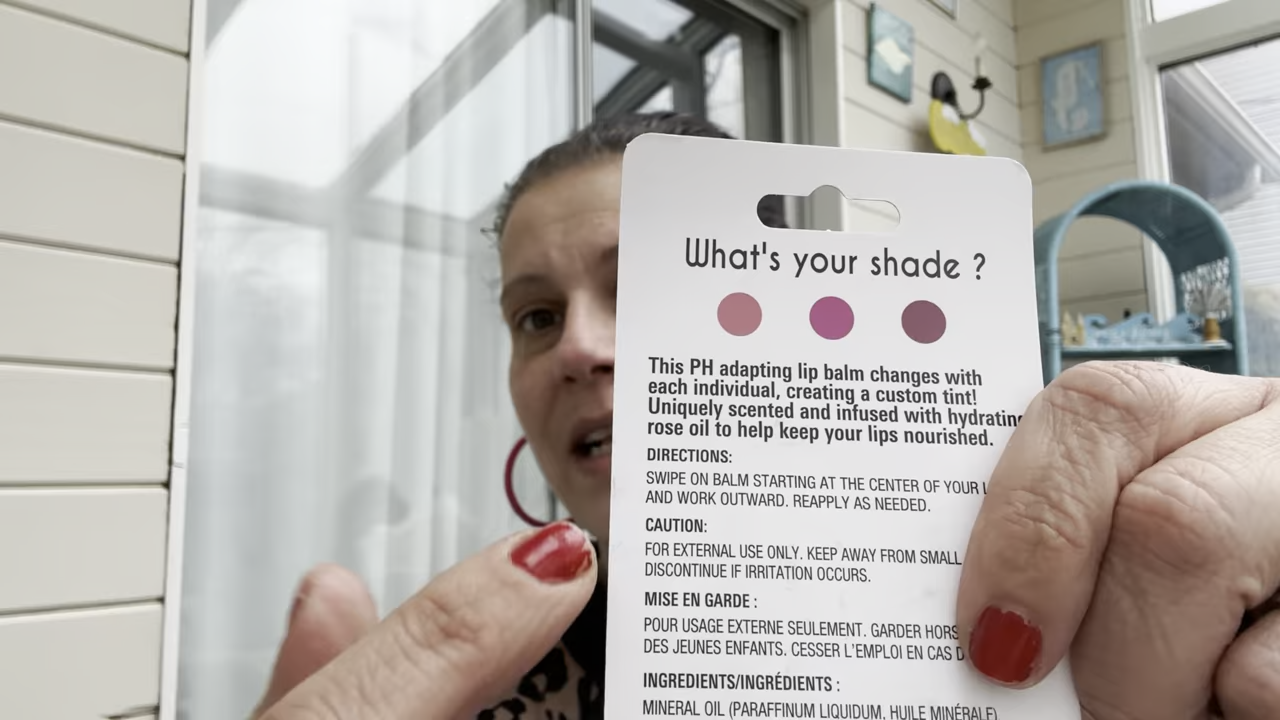 What's your shade ?
This PH adapting lip balm changes with
each individual, creating a custom tint!
Uniquely scented and infused with hydrating
rose oil to help keep your lips nourished.
DIRECTIONS:
SWIPE ON BALM STARTING AT THE CENTER OF YOUR
AND WORK OUTWARD. REAPPLY AS NEEDED.
CAUTION:
FOR EXTERNAL USE ONLY. KEEP AWAY FROM SMALL
DISCONTINUE IF IRRITATION OCCURS.
MISE EN GARDE :
POUR USAGE EXTERNE SEULEMENT. GARDER HORS
DES JEUNES ENFANTS. CESSER L'EMPLOI EN CAS
INGREDIENTS/INGRÉDIENTS :
MINERAL OIL (PARAFFINUM LIQUIDUM, HUILE MINÉRALE)